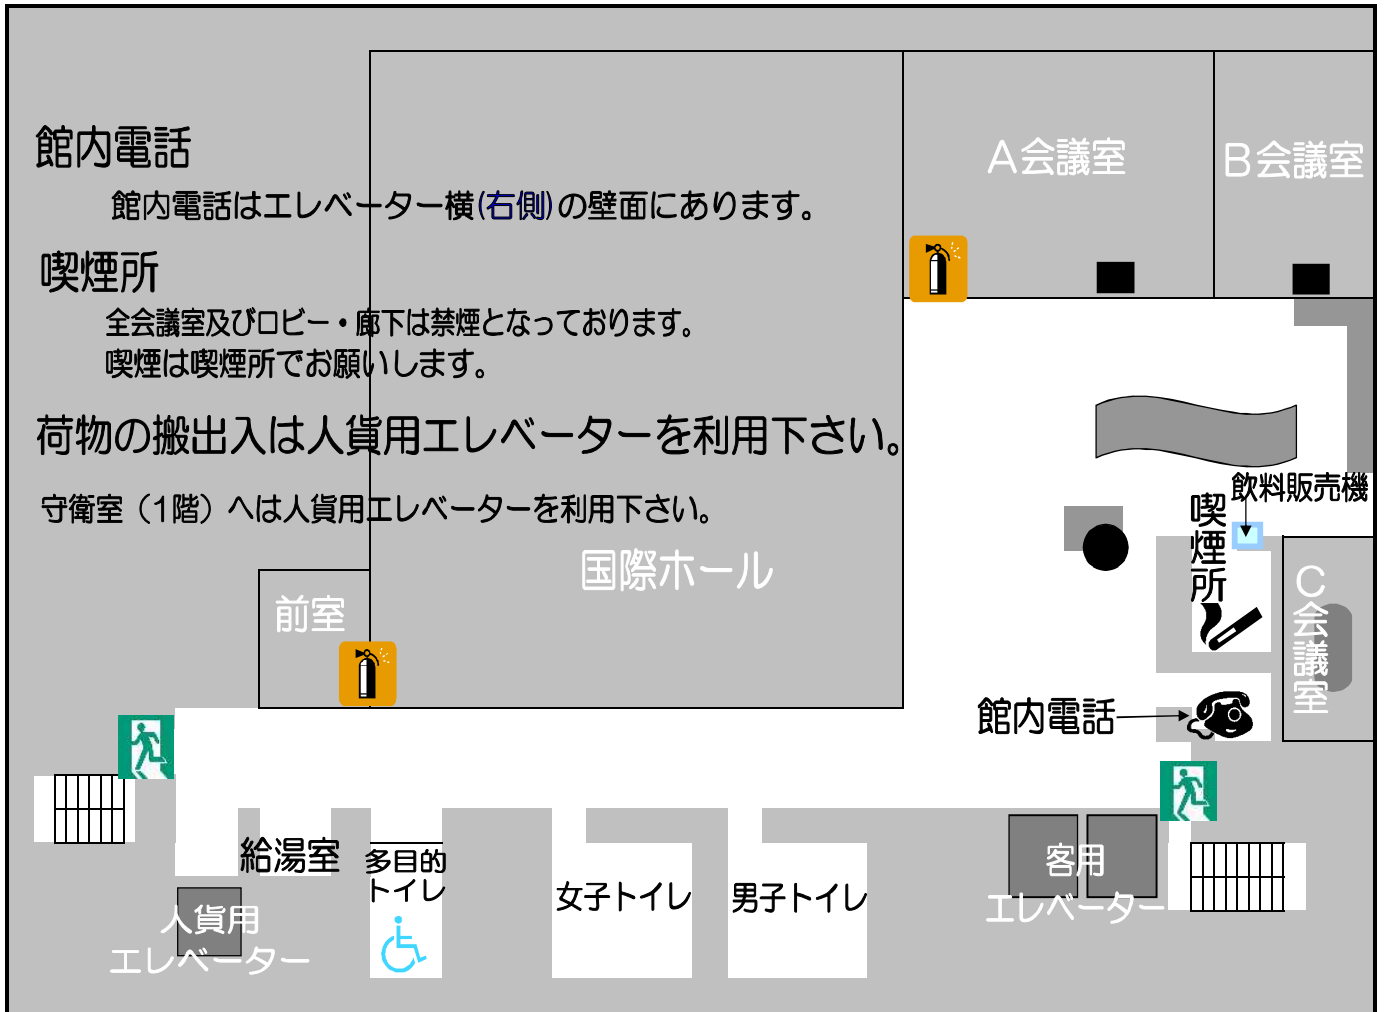 館内電話
館内電話はエレベーター横(右側)の壁面にあります。
喫煙所
全会議室及びロビー・廊下は禁煙となっております。
喫煙は喫煙所でお願いします。
荷物の搬出入は人貨用エレベーターを利用下さい。
守衛室（1階）へは人貨用エレベーターを利用下さい。
A会議室
B会議室
国際ホール
前室
飲料販売機
喫煙所
C会議室
館内電話
給湯室
多目的
トイレ
女子トイレ
男子トイレ
客用
エレベーター
人貨用
エレベーター